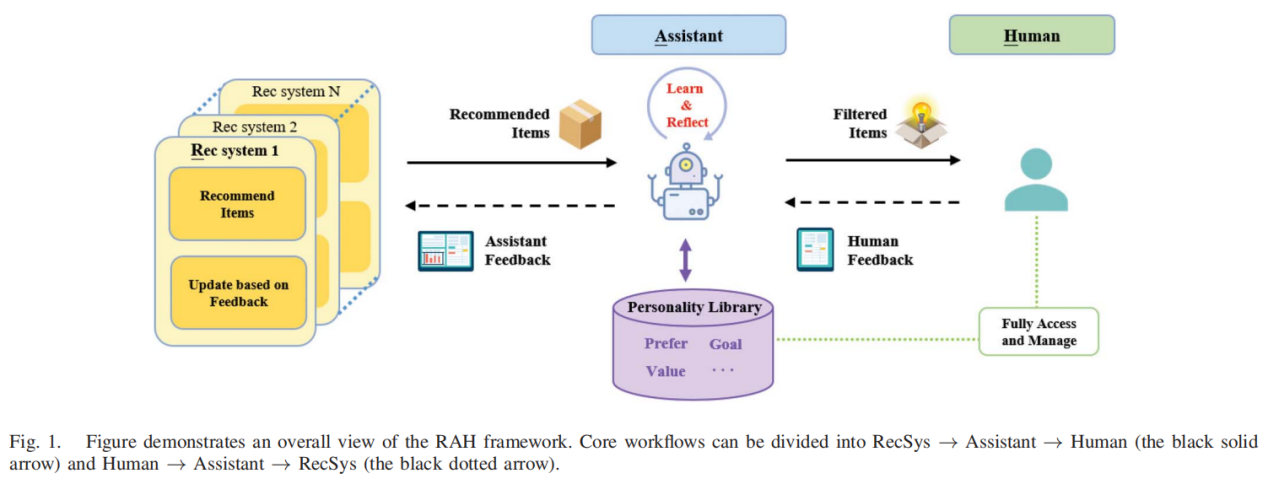 Assistant
Human
Rec system N
Rec system 2
Rec system 1
Recommend
Items
Update based on
Feedback
Recommended
Items
Learn
&
Reflect
Filtered
Items
Assistant
Feedback
Human
Feedback
Personality Library
Prefer Goal
Value ...
Fully Access
and Manage
Fig. 1. Figure demonstrates an overall view of the RAH framework. Core workflows can be divided into RecSys → Assistant → Human (the black solid
arrow) and Human → Assistant → RecSys (the black dotted arrow).